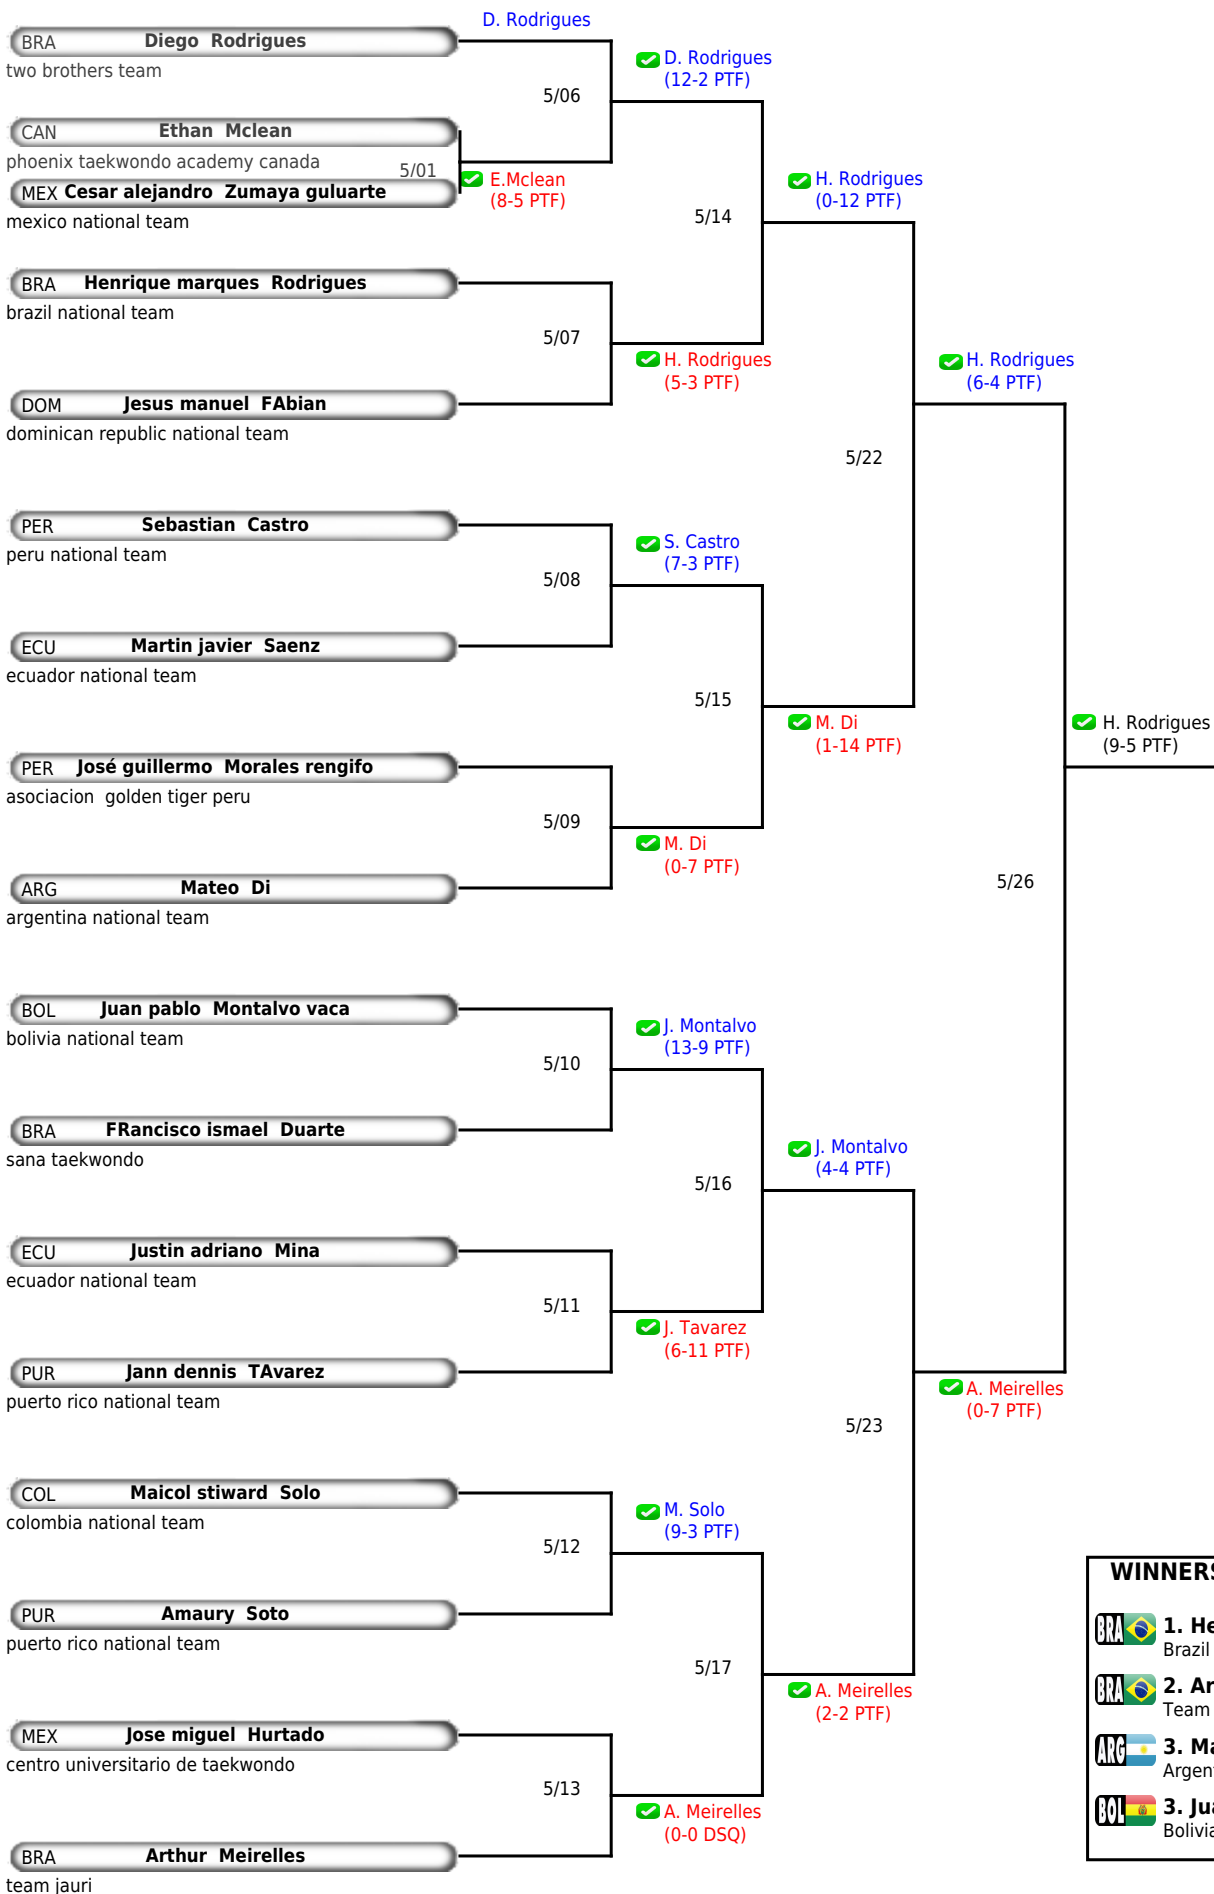 D. Rodrigues
BRA Diego Rodrigues
two brothers team
D. Rodrigues
(12-2 PTF)
5/06
CAN Ethan Mclean
phoenix taekwondo academy canada
5/01
E.Mclean
(8-5 PTF)
MEX Cesar alejandro Zumaya guluarte
mexico national team
H. Rodrigues
(0-12 PTF)
5/14
BRA Henrique marques Rodrigues
brazil national team
5/07
H. Rodrigues
(5-3 PTF)
H. Rodrigues
(6-4 PTF)
DOM Jesus manuel FAbian
dominican republic national team
5/22
PER Sebastian Castro
peru national team
S. Castro
(7-3 PTF)
5/08
ECU Martin javier Saenz
ecuador national team
5/15
M. Di
(1-14 PTF)
H. Rodrigues
(9-5 PTF)
PER José guillermo Morales rengifo
asociacion golden tiger peru
5/09
M. Di
(0-7 PTF)
ARG Mateo Di
argentina national team
5/26
BOL Juan pablo Montalvo vaca
bolivia national team
J. Montalvo
(13-9 PTF)
5/10
BRA FRancisco ismael Duarte
sana taekwondo
J. Montalvo
(4-4 PTF)
5/16
ECU Justin adriano Mina
ecuador national team
5/11
J. Tavarez
(6-11 PTF)
PUR Jann dennis TAvarez
puerto rico national team
A. Meirelles
(0-7 PTF)
5/23
COL Maicol stiward Solo
colombia national team
M. Solo
(9-3 PTF)
5/12
PUR Amaury Soto
puerto rico national team
5/17
A. Meirelles
(2-2 PTF)
MEX Jose miguel Hurtado
centro universitario de taekwondo
5/13
A. Meirelles
(0-0 DSQ)
BRA Arthur Meirelles
team jauri
WINNERS
BRA 1. He
Brazil
BRA 2. Ar
Team
ARG 3. Ma
Argen
BOL 3. Jua
Bolivia